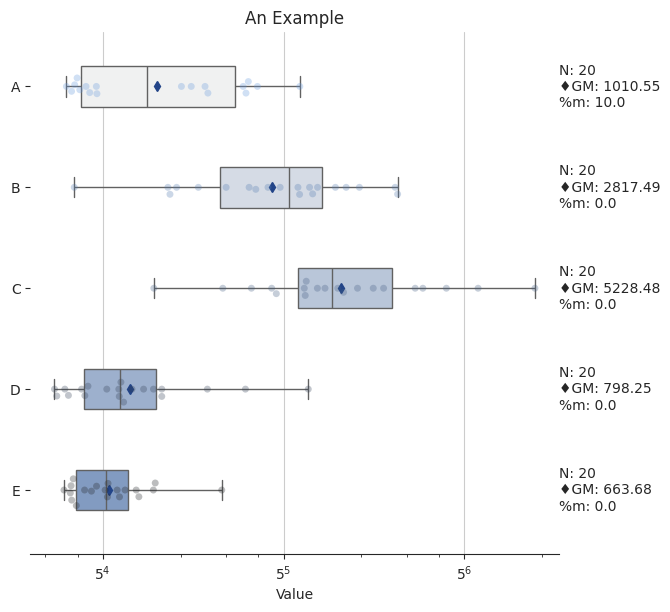 An Example
A
N: 20
♦GM: 1010.55
%m: 10.0
B
N: 20
♦GM: 2817.49
%m: 0.0
C
N: 20
♦GM: 5228.48
%m: 0.0
D
N: 20
♦GM: 798.25
%m: 0.0
E
N: 20
♦GM: 663.68
%m: 0.0
5⁴ 5⁵ 5⁶
Value